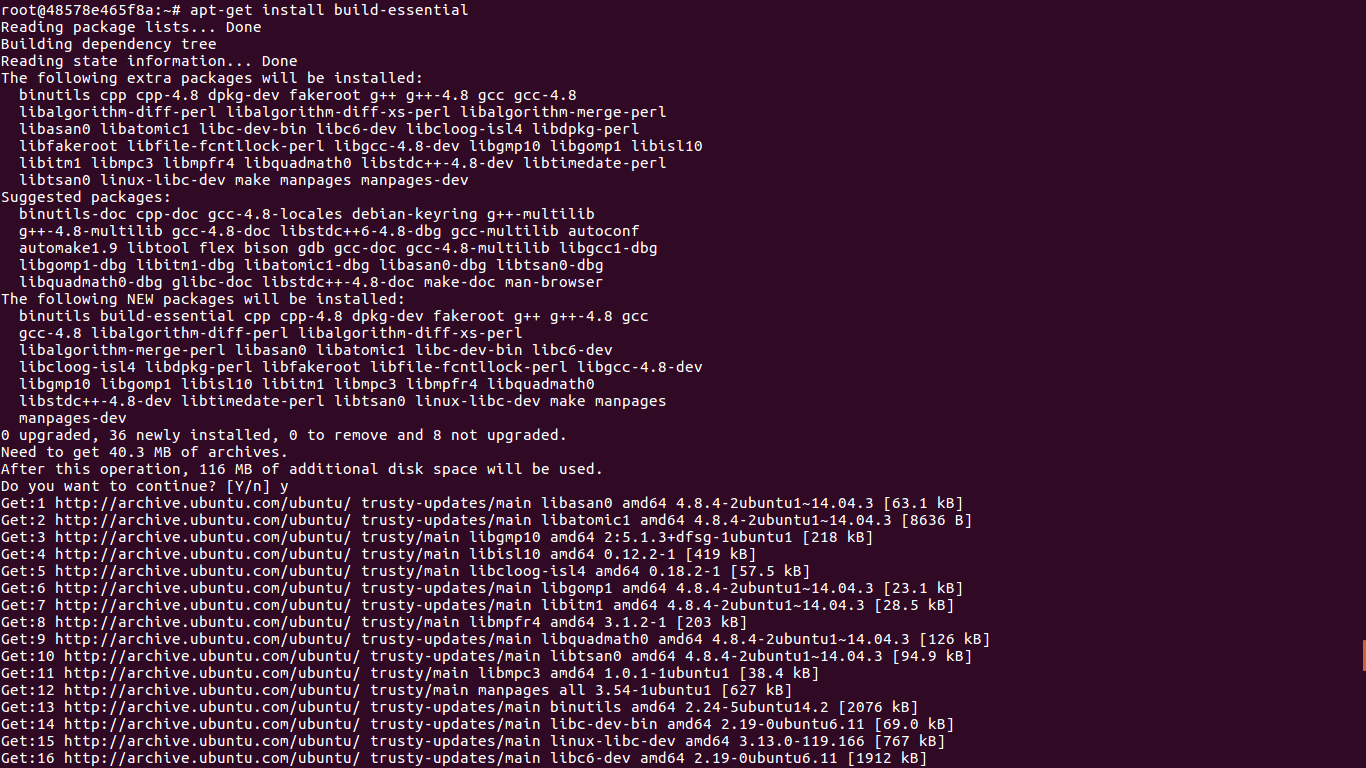 root@48578e465f8a:~# apt-get install build-essential
Reading package lists... Done
Building dependency tree
Reading state information... Done
The following extra packages will be installed:
  binutils cpp cpp-4.8 dpkg-dev fakeroot g++ g++-4.8 gcc gcc-4.8
  libalgorithm-diff-perl libalgorithm-diff-xs-perl libalgorithm-merge-perl
  libasan0 libatomic1 libc-dev-bin libc6-dev libcloog-isl4 libdpkg-perl
  libfakeroot libfile-fcntllock-perl libgcc-4.8-dev libgmp10 libgomp1 libisl10
  libitm1 libmpc3 libmpfr4 libquadmath0 libstdc++-4.8-dev libtimedate-perl
  libtsan0 linux-libc-dev make manpages manpages-dev
Suggested packages:
  binutils-doc cpp-doc gcc-4.8-locales debian-keyring g++-multilib
  g++-4.8-multilib gcc-4.8-doc libstdc++6-4.8-dbg gcc-multilib autoconf
  automake1.9 libtool flex bison gdb gcc-doc gcc-4.8-multilib libgcc1-dbg
  libgomp1-dbg libitm1-dbg libatomic1-dbg libasan0-dbg libtsan0-dbg
  libquadmath0-dbg glibc-doc libstdc++-4.8-doc make-doc man-browser
The following NEW packages will be installed:
  binutils build-essential cpp cpp-4.8 dpkg-dev fakeroot g++ g++-4.8 gcc
  gcc-4.8 libalgorithm-diff-perl libalgorithm-diff-xs-perl
  libalgorithm-merge-perl libasan0 libatomic1 libc-dev-bin libc6-dev
  libcloog-isl4 libdpkg-perl libfakeroot libfile-fcntllock-perl libgcc-4.8-dev
  libgmp10 libgomp1 libisl10 libitm1 libmpc3 libmpfr4 libquadmath0
  libstdc++-4.8-dev libtimedate-perl libtsan0 linux-libc-dev make manpages
  manpages-dev
0 upgraded, 36 newly installed, 0 to remove and 8 not upgraded.
Need to get 40.3 MB of archives.
After this operation, 116 MB of additional disk space will be used.
Do you want to continue? [Y/n] y
Get:1 http://archive.ubuntu.com/ubuntu/ trusty-updates/main libasan0 amd64 4.8.4-2ubuntu1~14.04.3 [63.1 kB]
Get:2 http://archive.ubuntu.com/ubuntu/ trusty-updates/main libatomic1 amd64 4.8.4-2ubuntu1~14.04.3 [8636 B]
Get:3 http://archive.ubuntu.com/ubuntu/ trusty/main libgmp10 amd64 2:5.1.3+dfsg-1ubuntu1 [218 kB]
Get:4 http://archive.ubuntu.com/ubuntu/ trusty/main libisl10 amd64 0.12.2-1 [419 kB]
Get:5 http://archive.ubuntu.com/ubuntu/ trusty/main libcloog-isl4 amd64 0.18.2-1 [57.5 kB]
Get:6 http://archive.ubuntu.com/ubuntu/ trusty-updates/main libgomp1 amd64 4.8.4-2ubuntu1~14.04.3 [23.1 kB]
Get:7 http://archive.ubuntu.com/ubuntu/ trusty-updates/main libitm1 amd64 4.8.4-2ubuntu1~14.04.3 [28.5 kB]
Get:8 http://archive.ubuntu.com/ubuntu/ trusty/main libmpfr4 amd64 3.1.2-1 [203 kB]
Get:9 http://archive.ubuntu.com/ubuntu/ trusty-updates/main libquadmath0 amd64 4.8.4-2ubuntu1~14.04.3 [126 kB]
Get:10 http://archive.ubuntu.com/ubuntu/ trusty-updates/main libtsan0 amd64 4.8.4-2ubuntu1~14.04.3 [94.9 kB]
Get:11 http://archive.ubuntu.com/ubuntu/ trusty/main libmpc3 amd64 1.0.1-1ubuntu1 [38.4 kB]
Get:12 http://archive.ubuntu.com/ubuntu/ trusty/main manpages all 3.54-1ubuntu1 [627 kB]
Get:13 http://archive.ubuntu.com/ubuntu/ trusty-updates/main binutils amd64 2.24-5ubuntu14.2 [2076 kB]
Get:14 http://archive.ubuntu.com/ubuntu/ trusty-updates/main libc-dev-bin amd64 2.19-0ubuntu6.11 [69.0 kB]
Get:15 http://archive.ubuntu.com/ubuntu/ trusty-updates/main linux-libc-dev amd64 3.13.0-119.166 [767 kB]
Get:16 http://archive.ubuntu.com/ubuntu/ trusty-updates/main libc6-dev amd64 2.19-0ubuntu6.11 [1912 kB]